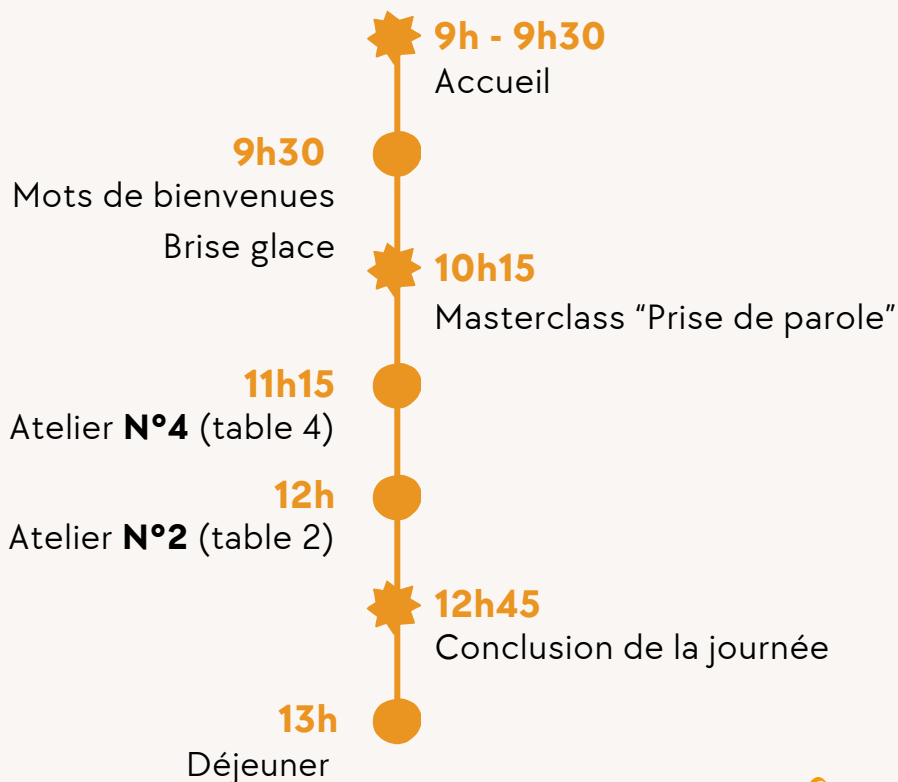 9h - 9h30
Accueil
9h30
Mots de bienvenues
Brise glace
10h15
Masterclass “Prise de parole”
11h15
Atelier N°4 (table 4)
12h
Atelier N°2 (table 2)
12h45
Conclusion de la journée
13h
Déjeuner